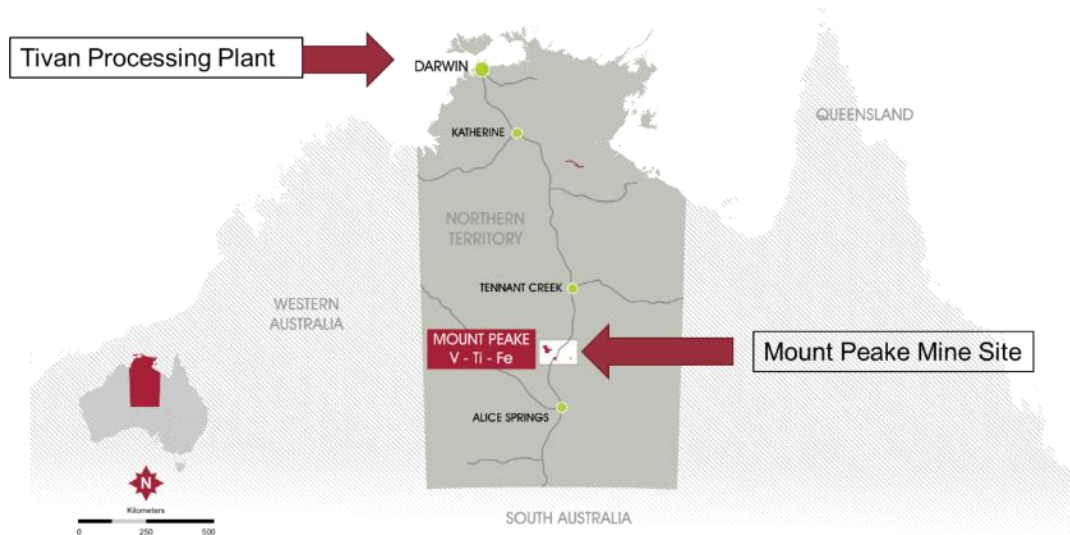 Tivan Processing Plant
DARWIN
QUEENSLAND
KATHERINE
NORTHERN
TERRITORY
TENNANT CREEK
WESTERN
AUSTRALIA
MOUNT PEAKE
V - Ti - Fe
Mount Peake Mine Site
ALICE SPRINGS
N
Kilometers
0 250 500
SOUTH AUSTRALIA